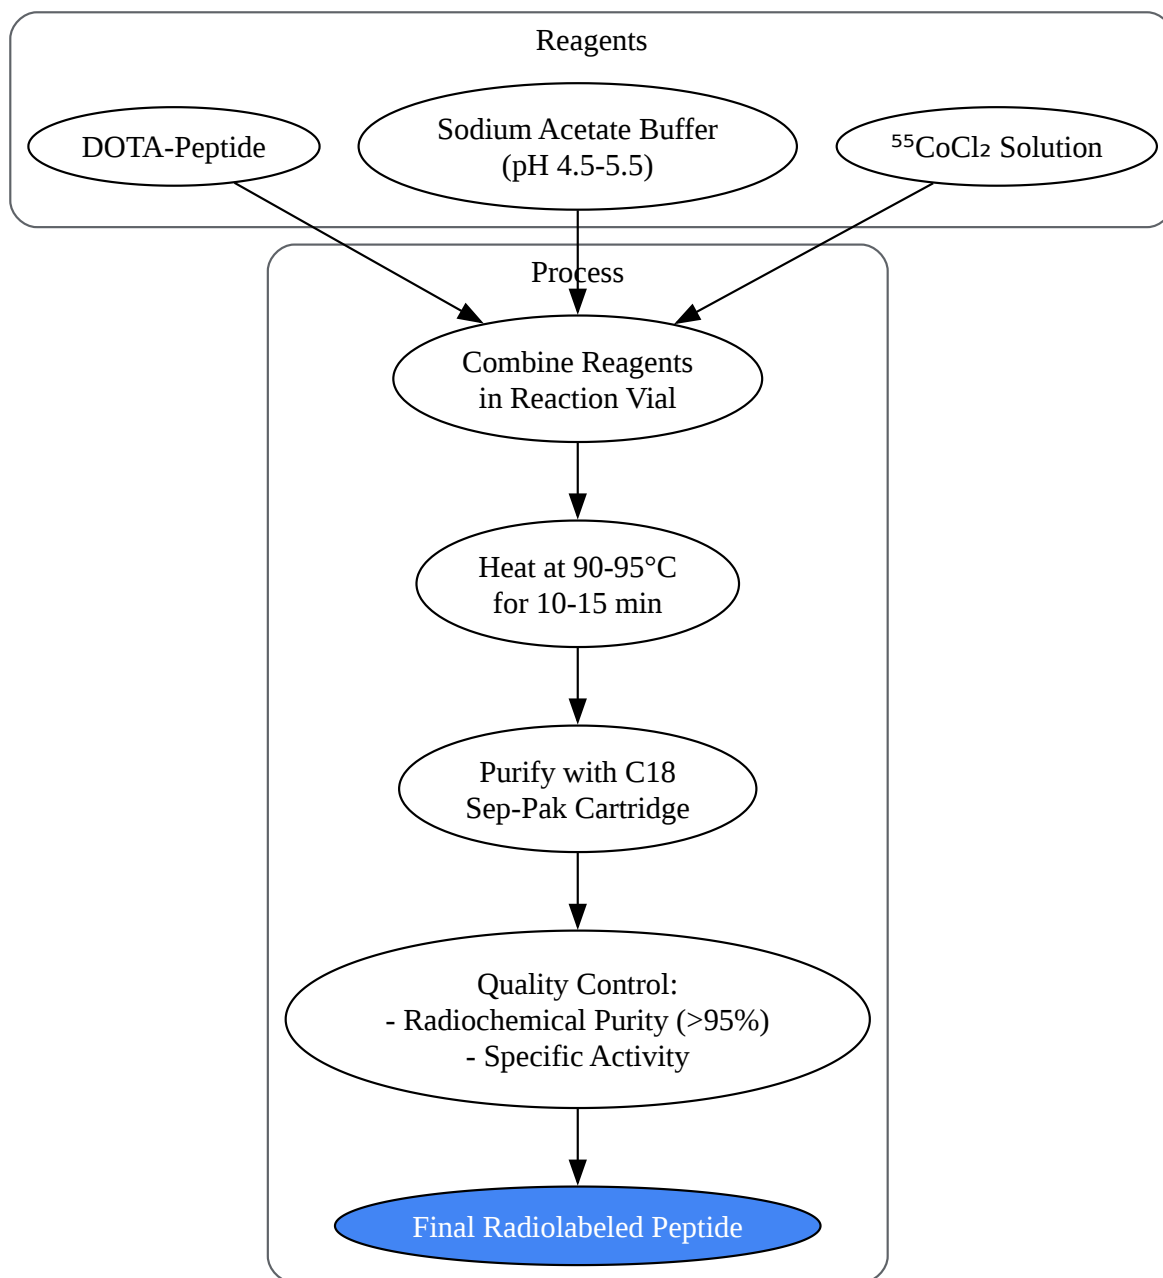 Reagents
DOTA-Peptide
Sodium Acetate Buffer
(pH 4.5-5.5)
⁵⁵CoCl₂ Solution
Process
Combine Reagents
in Reaction Vial
Heat at 90-95°C
for 10-15 min
Purify with C18
Sep-Pak Cartridge
Quality Control:
- Radiochemical Purity (>95%)
- Specific Activity
Final Radiolabeled Peptide